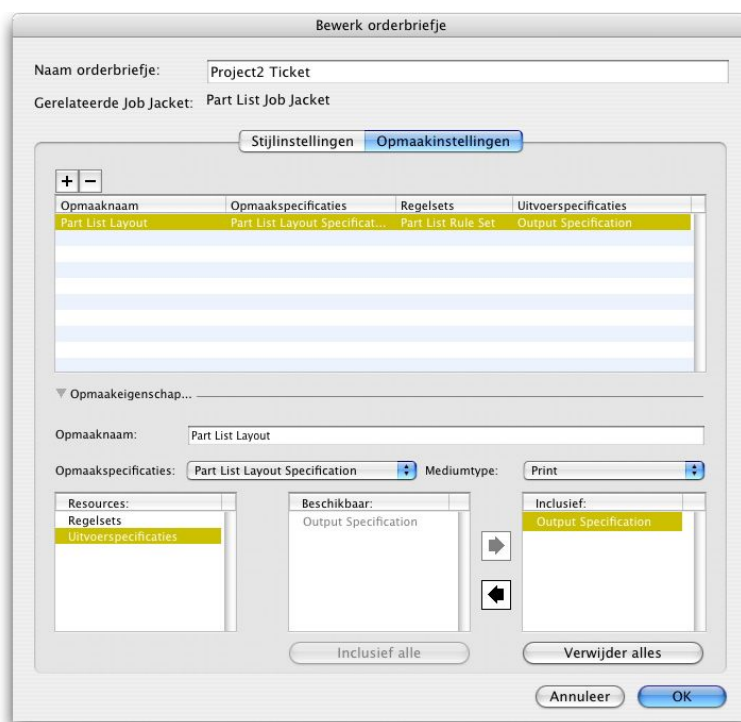 Bewerk orderbriefje
Naam orderbriefje: Project2 Ticket
Gerelateerde Job Jacket: Part List Job Jacket
Stijlinstellingen Opmaakinstellingen
+ −
Opmaaknaam Opmaakspecificaties Regelsets Uitvoerspecificaties
Part List Layout Part List Layout Specificat... Part List Rule Set Output Specification
Opmaakeigenschap...
Opmaaknaam: Part List Layout
Opmaakspecificaties: Part List Layout Specification Mediumtype: Print
Resources: Beschikbaar: Inclusief:
Regelsets Output Specification Output Specification
Uitvoerspecificaties
Inclusief alle Verwijder alles
Annuleer OK